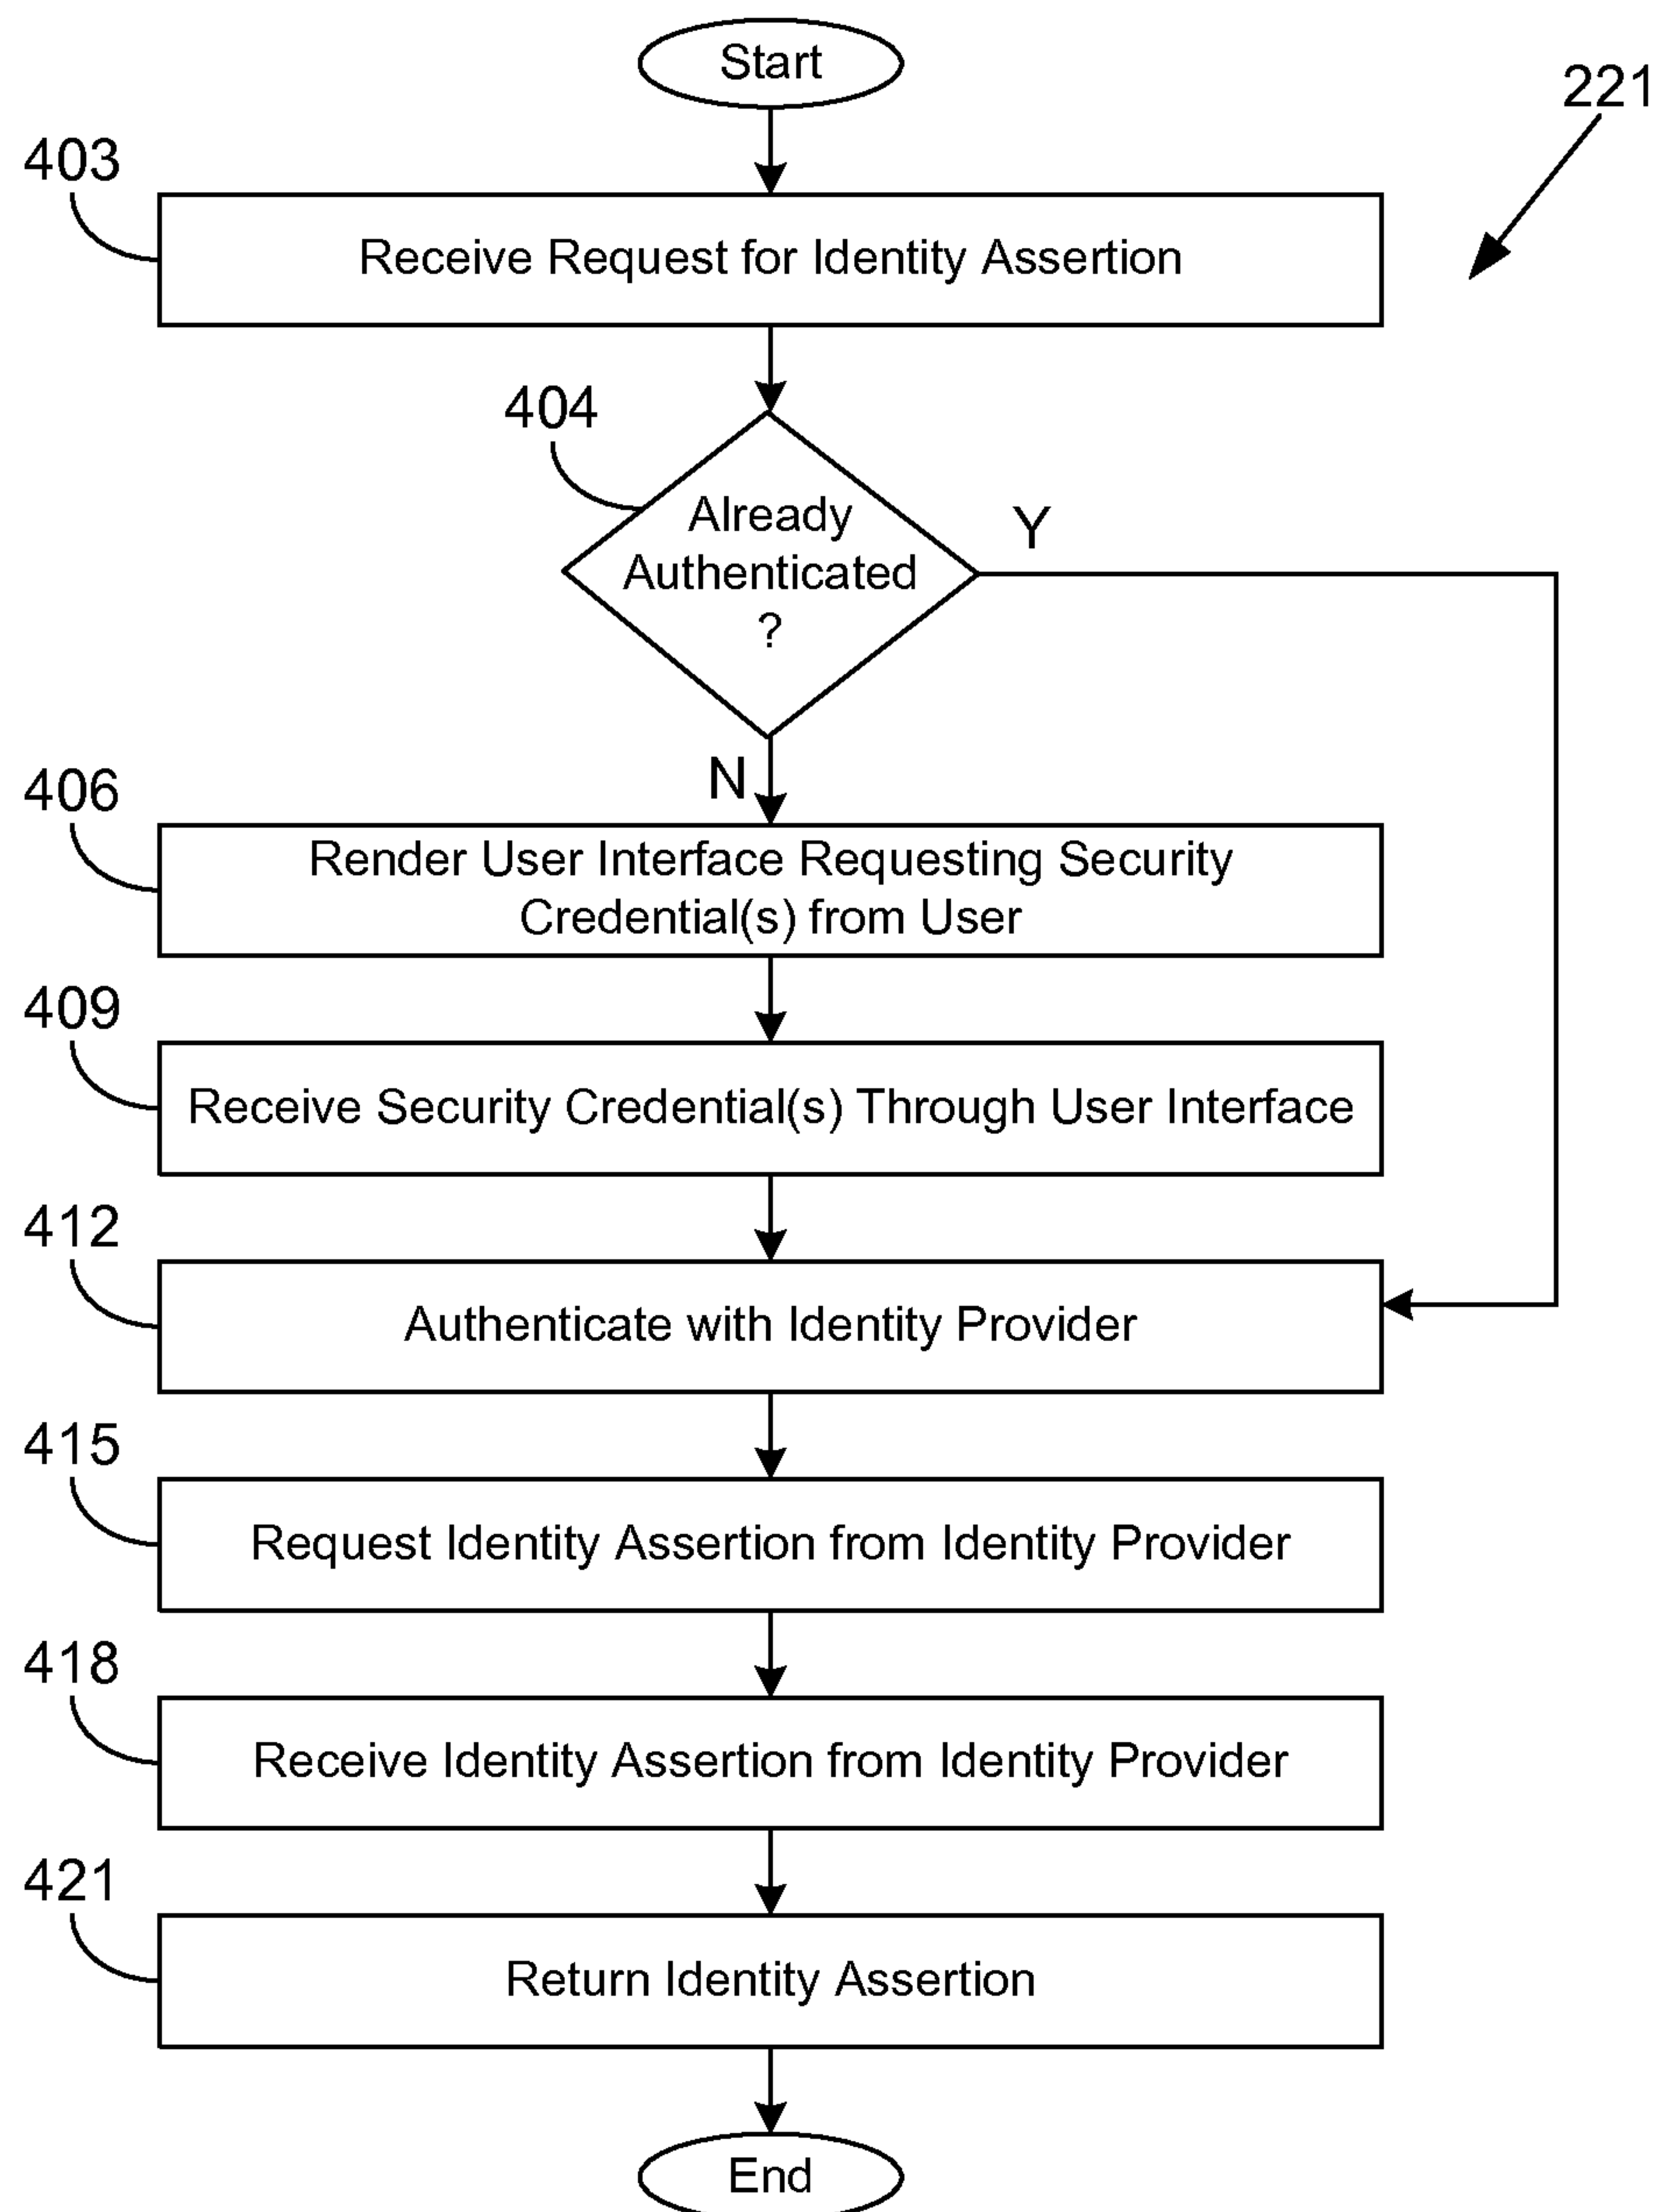 Start
221
403
Receive Request for Identity Assertion
404
Already
Authenticated
?
Y
N
406
Render User Interface Requesting Security
Credential(s) from User
409
Receive Security Credential(s) Through User Interface
412
Authenticate with Identity Provider
415
Request Identity Assertion from Identity Provider
418
Receive Identity Assertion from Identity Provider
421
Return Identity Assertion
End